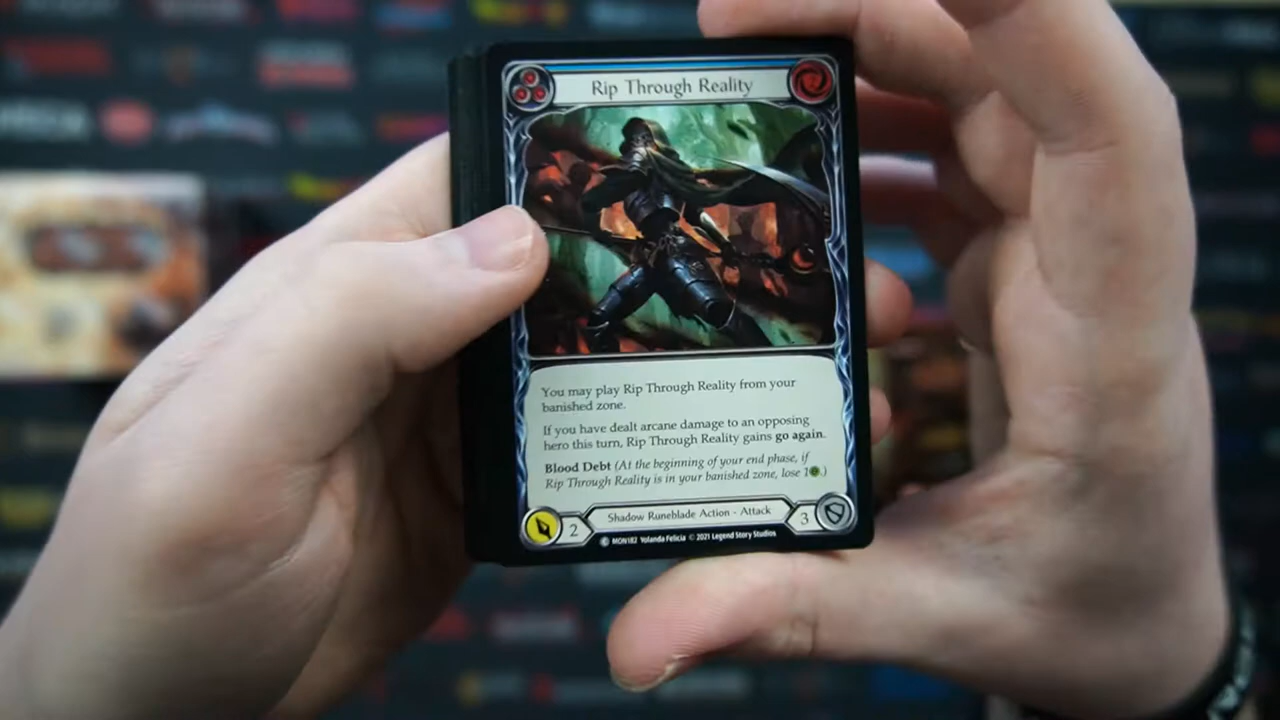 Rip Through Reality
You may play Rip Through Reality from your
banished zone.
If you have dealt arcane damage to an opposing
hero this turn, Rip Through Reality gains go again.
Blood Debt (At the beginning of your end phase, if
Rip Through Reality is in your banished zone, lose 1 .)
2
Shadow Runeblade Action - Attack
3
C MON182 Yolanda Felicia © 2021 Legend Story Studios